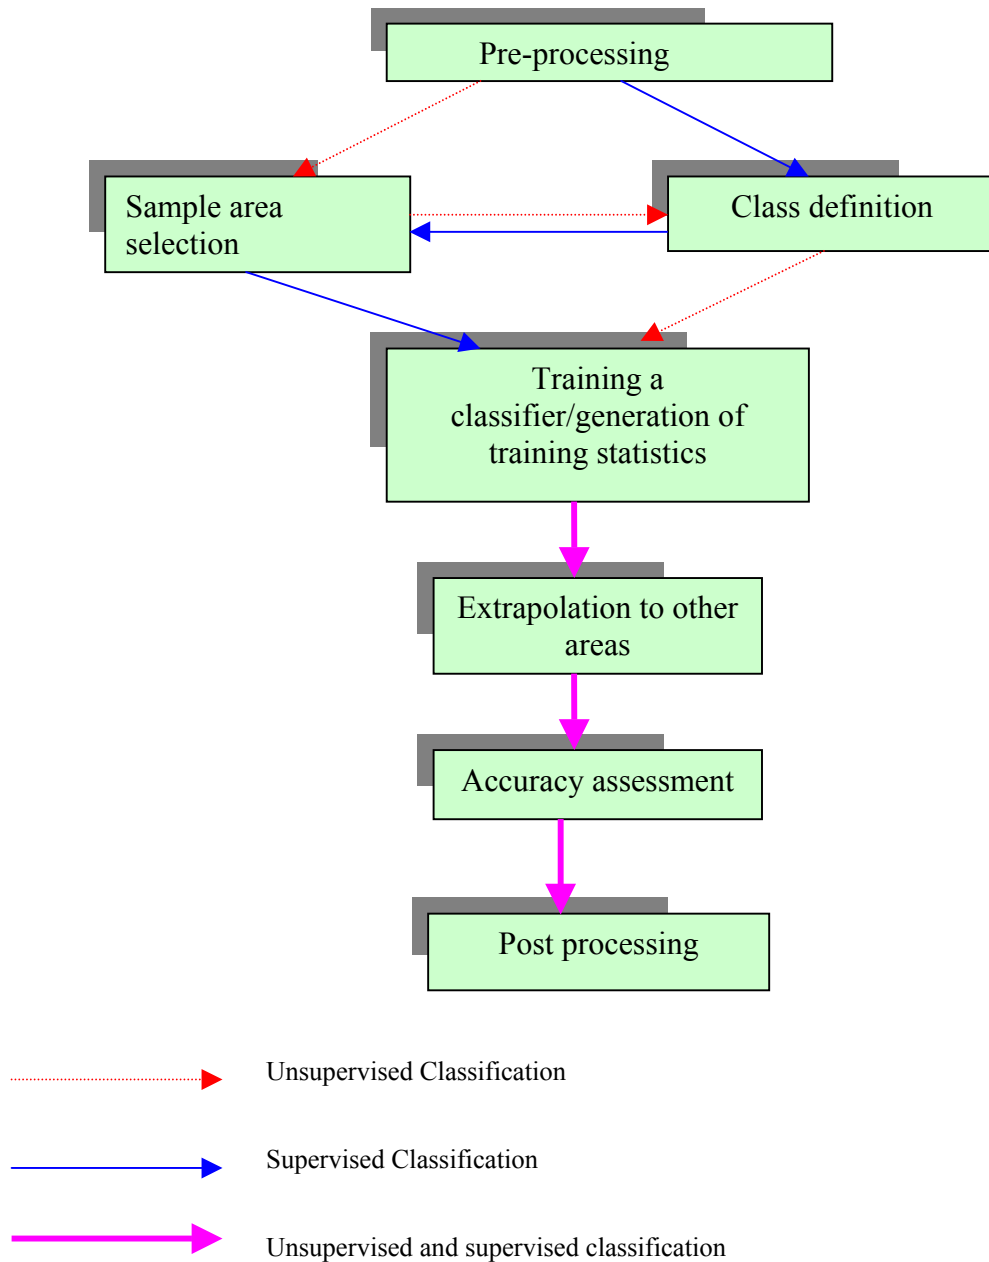 Pre-processing
Sample area
selection
Class definition
Training a
classifier/generation of
training statistics
Extrapolation to other
areas
Accuracy assessment
Post processing
Unsupervised Classification
Supervised Classification
Unsupervised and supervised classification